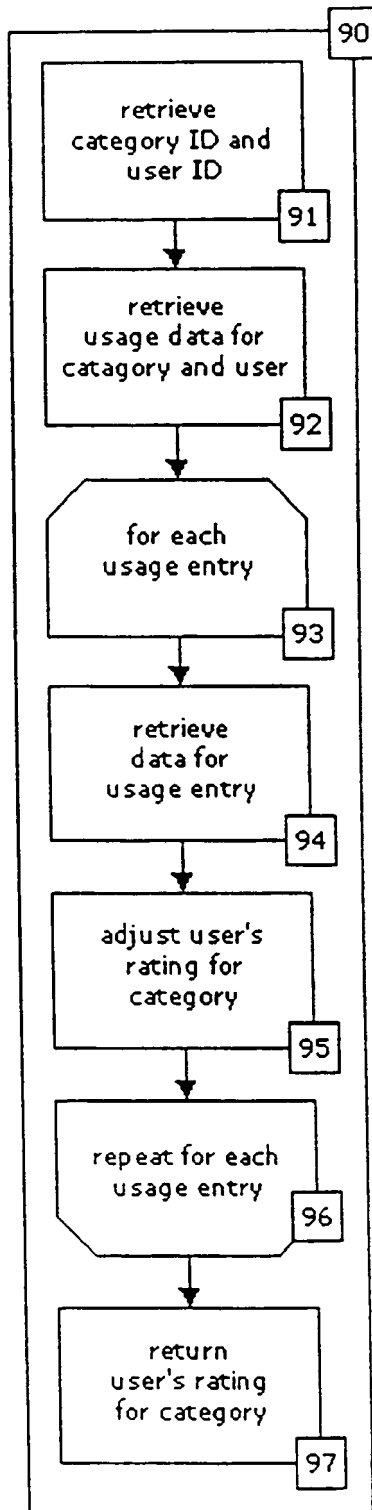 90
retrieve
category ID and
user ID
91
retrieve
usage data for
catagory and user
92
for each
usage entry
93
retrieve
data for
usage entry
94
adjust user's
rating for
category
95
repeat for each
usage entry
96
return
user's rating
for category
97